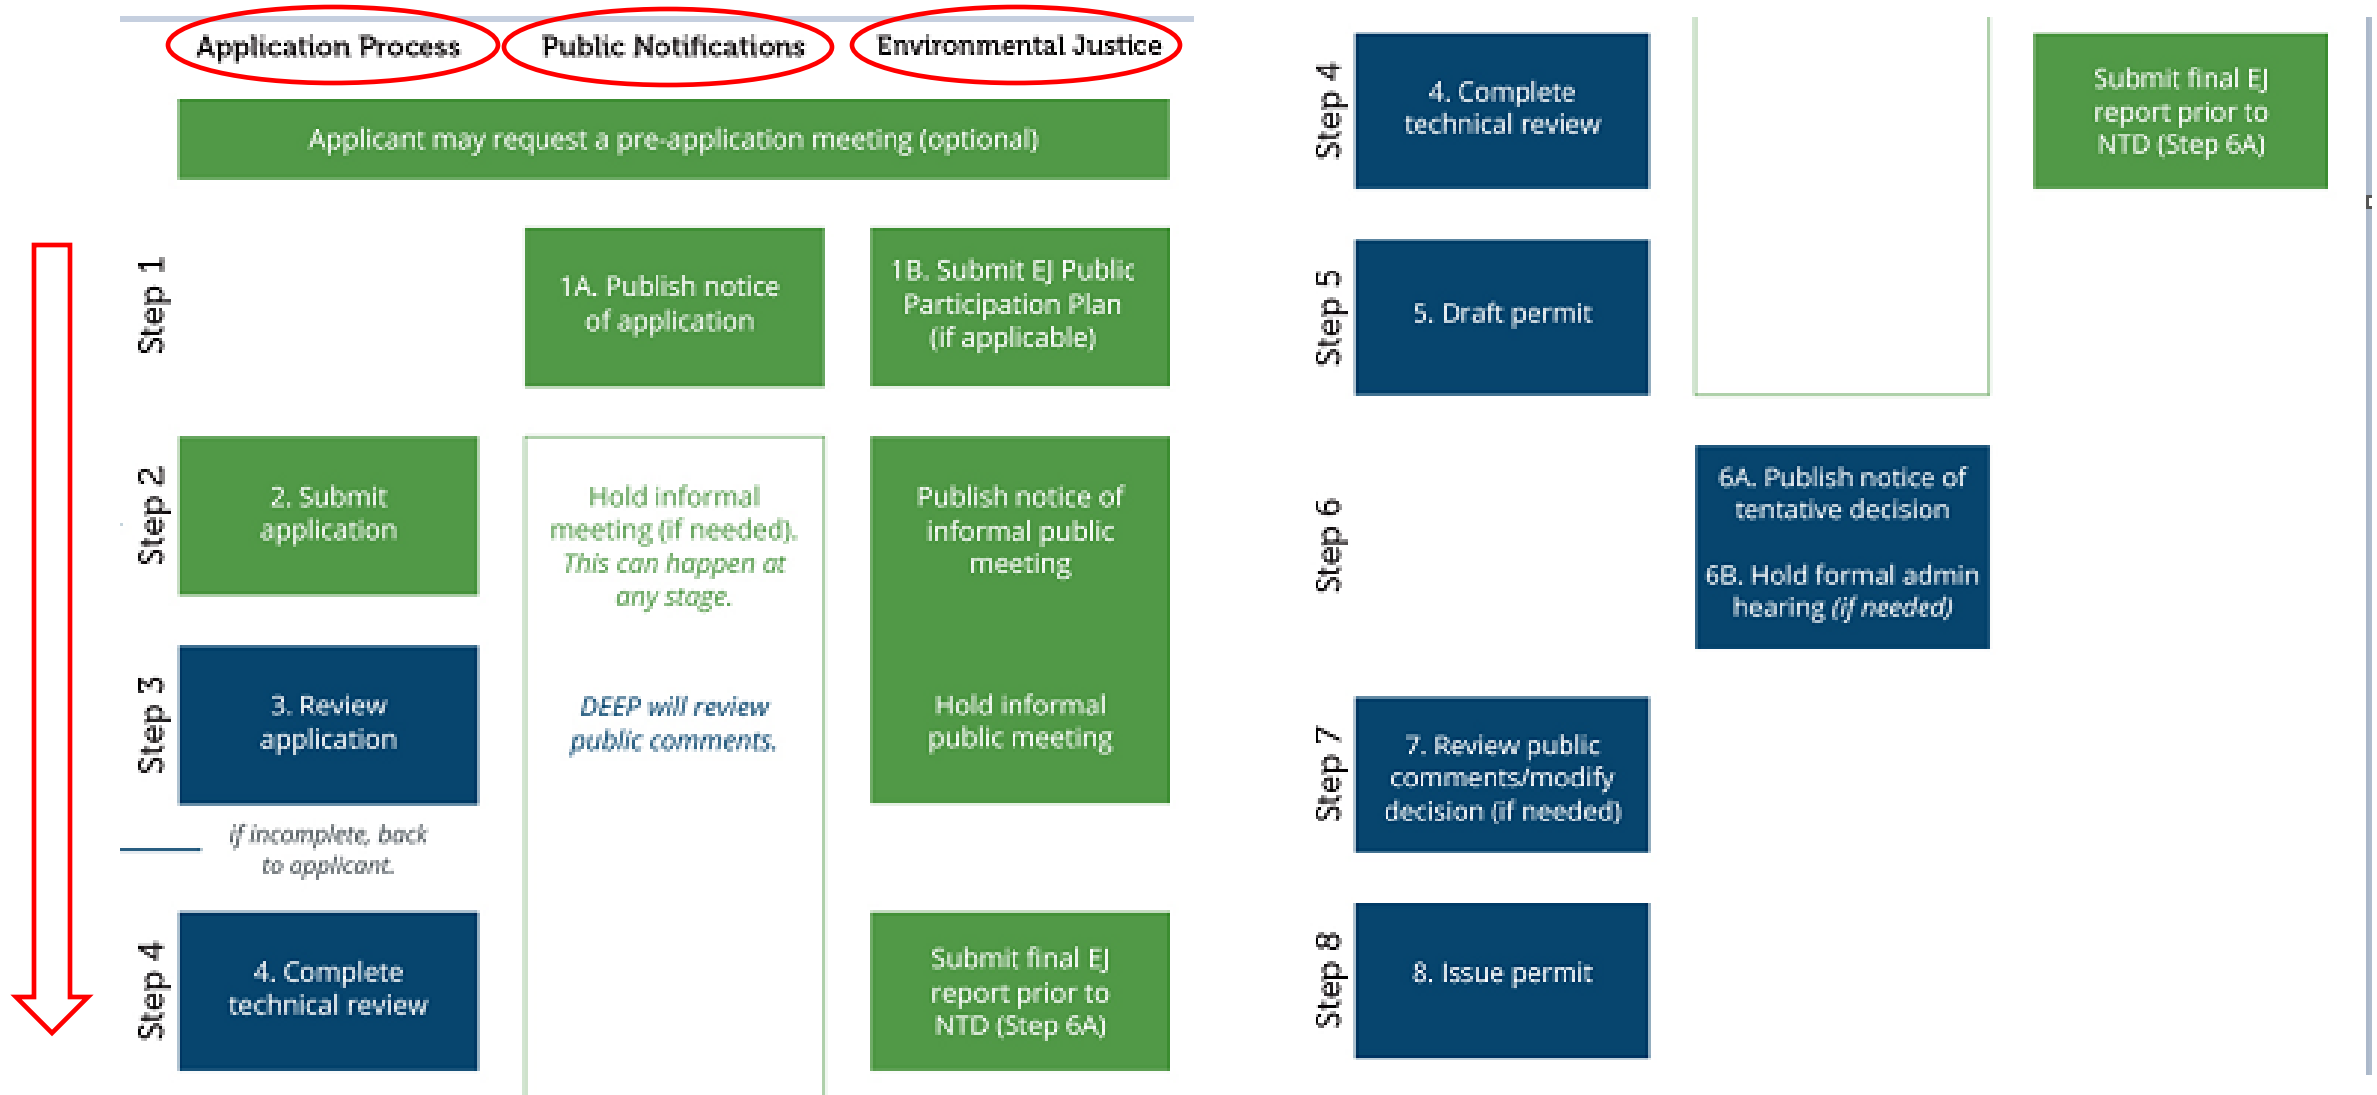 Application Process
Public Notifications
Environmental Justice
Applicant may request a pre-application meeting (optional)
Step 1
1A. Publish notice
of application
1B. Submit EJ Public
Participation Plan
(if applicable)
Step 2
2. Submit
application
Hold informal
meeting (if needed).
This can happen at
any stage.
Publish notice of
informal public
meeting
Step 3
3. Review
application
DEEP will review
public comments.
Hold informal
public meeting
if incomplete, back
to applicant.
Step 4
4. Complete
technical review
Submit final EJ
report prior to
NTD (Step 6A)
Step 4
4. Complete
technical review
Submit final EJ
report prior to
NTD (Step 6A)
Step 5
5. Draft permit
Step 6
6A. Publish notice of
tentative decision
6B. Hold formal admin
hearing (if needed)
Step 7
7. Review public
comments/modify
decision (if needed)
Step 8
8. Issue permit